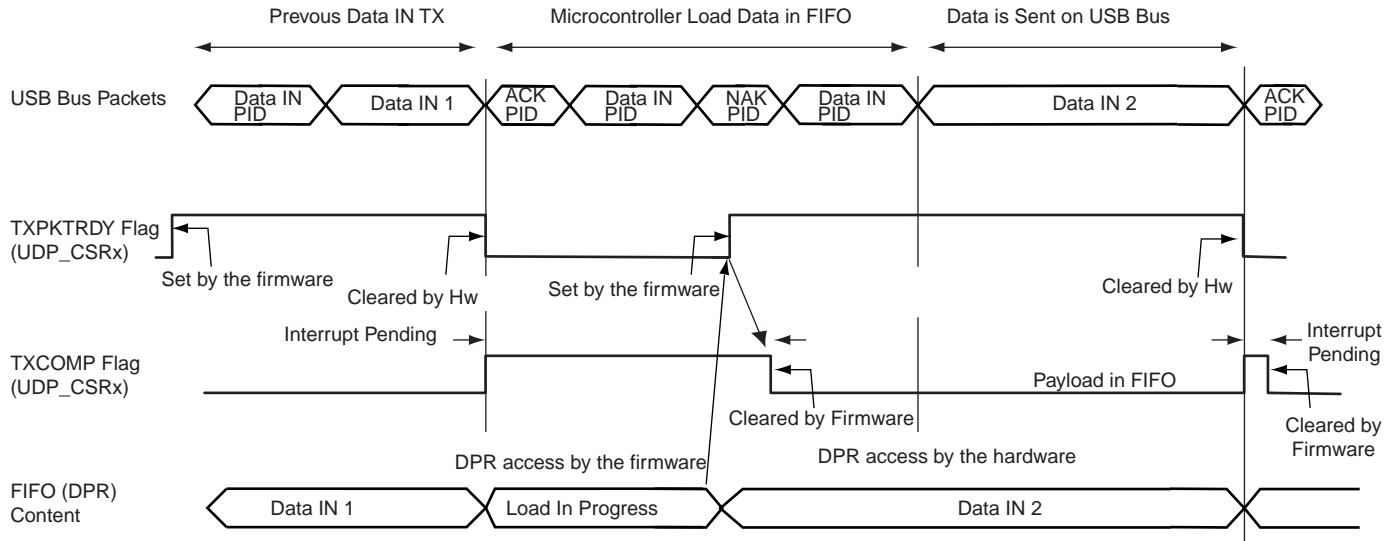 Prevous Data IN TX
Microcontroller Load Data in FIFO
Data is Sent on USB Bus
USB Bus Packets
Data IN
PID
Data IN 1
ACK
PID
Data IN
PID
NAK
PID
Data IN
PID
Data IN 2
ACK
PID
TXPKTRDY Flag
(UDP_CSRx)
Set by the firmware
Cleared by Hw
Set by the firmware
Cleared by Hw
Interrupt Pending
Interrupt
Pending
TXCOMP Flag
(UDP_CSRx)
Payload in FIFO
Cleared by Firmware
Cleared by
Firmware
DPR access by the firmware
DPR access by the hardware
FIFO (DPR)
Content
Data IN 1
Load In Progress
Data IN 2